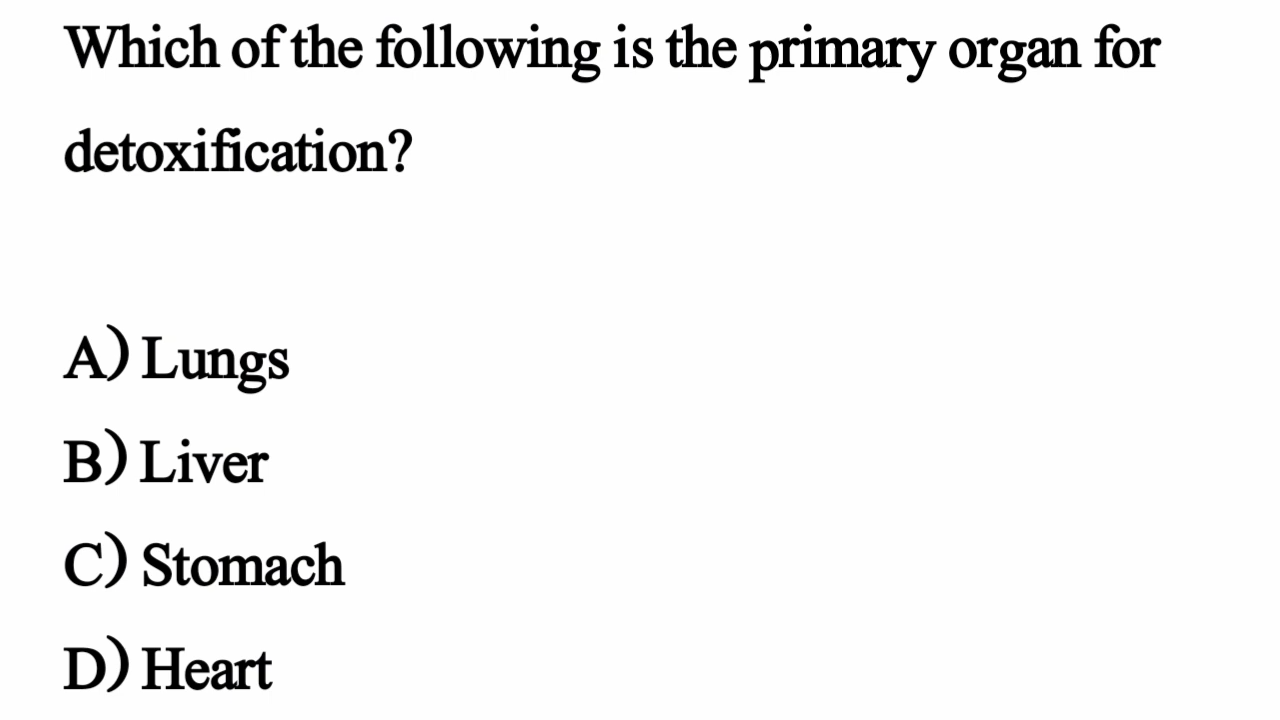 Which of the following is the primary organ for
detoxification?
A) Lungs
B) Liver
C) Stomach
D) Heart